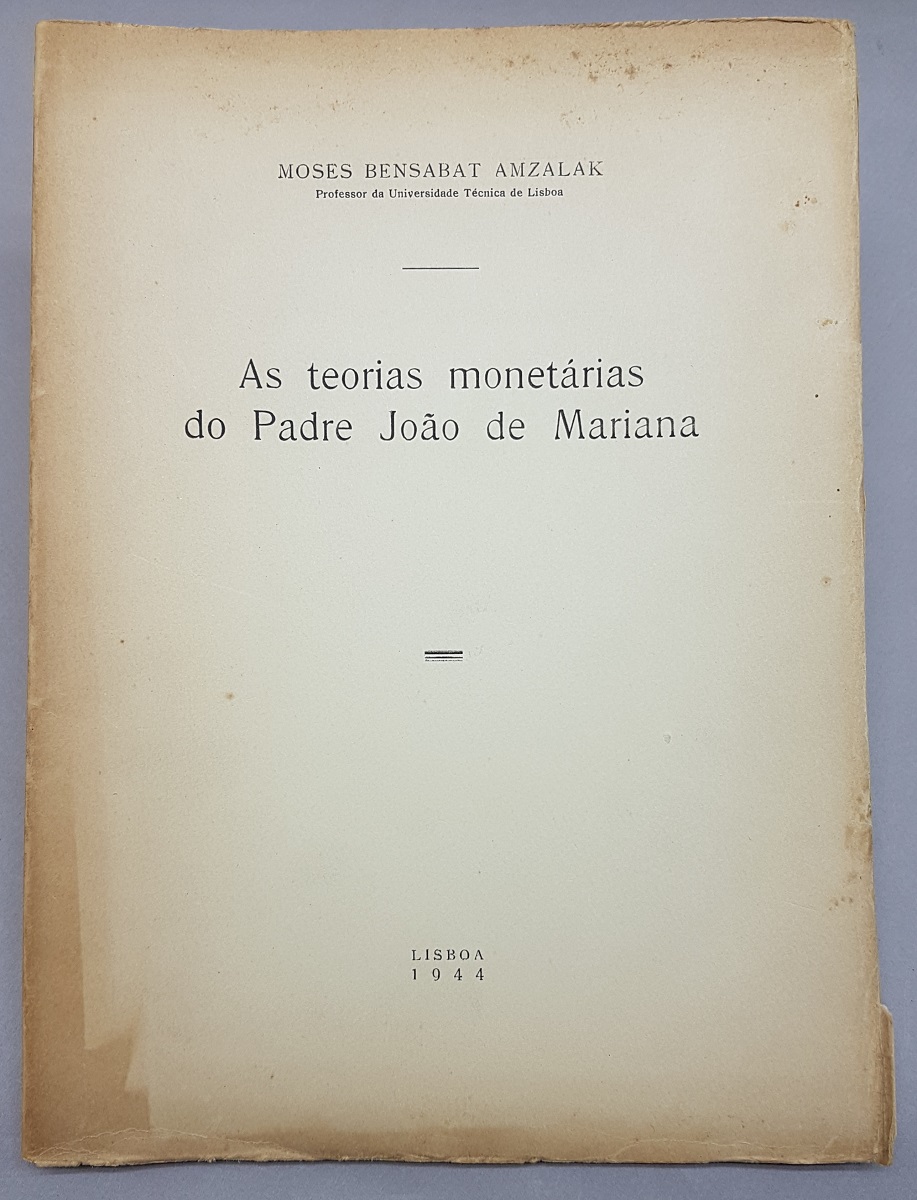 MOSES BENSABAT AMZALAK
Professor da Universidade Técnica de Lisboa
As teorias monetárias
do Padre João de Mariana
LISBOA
1944